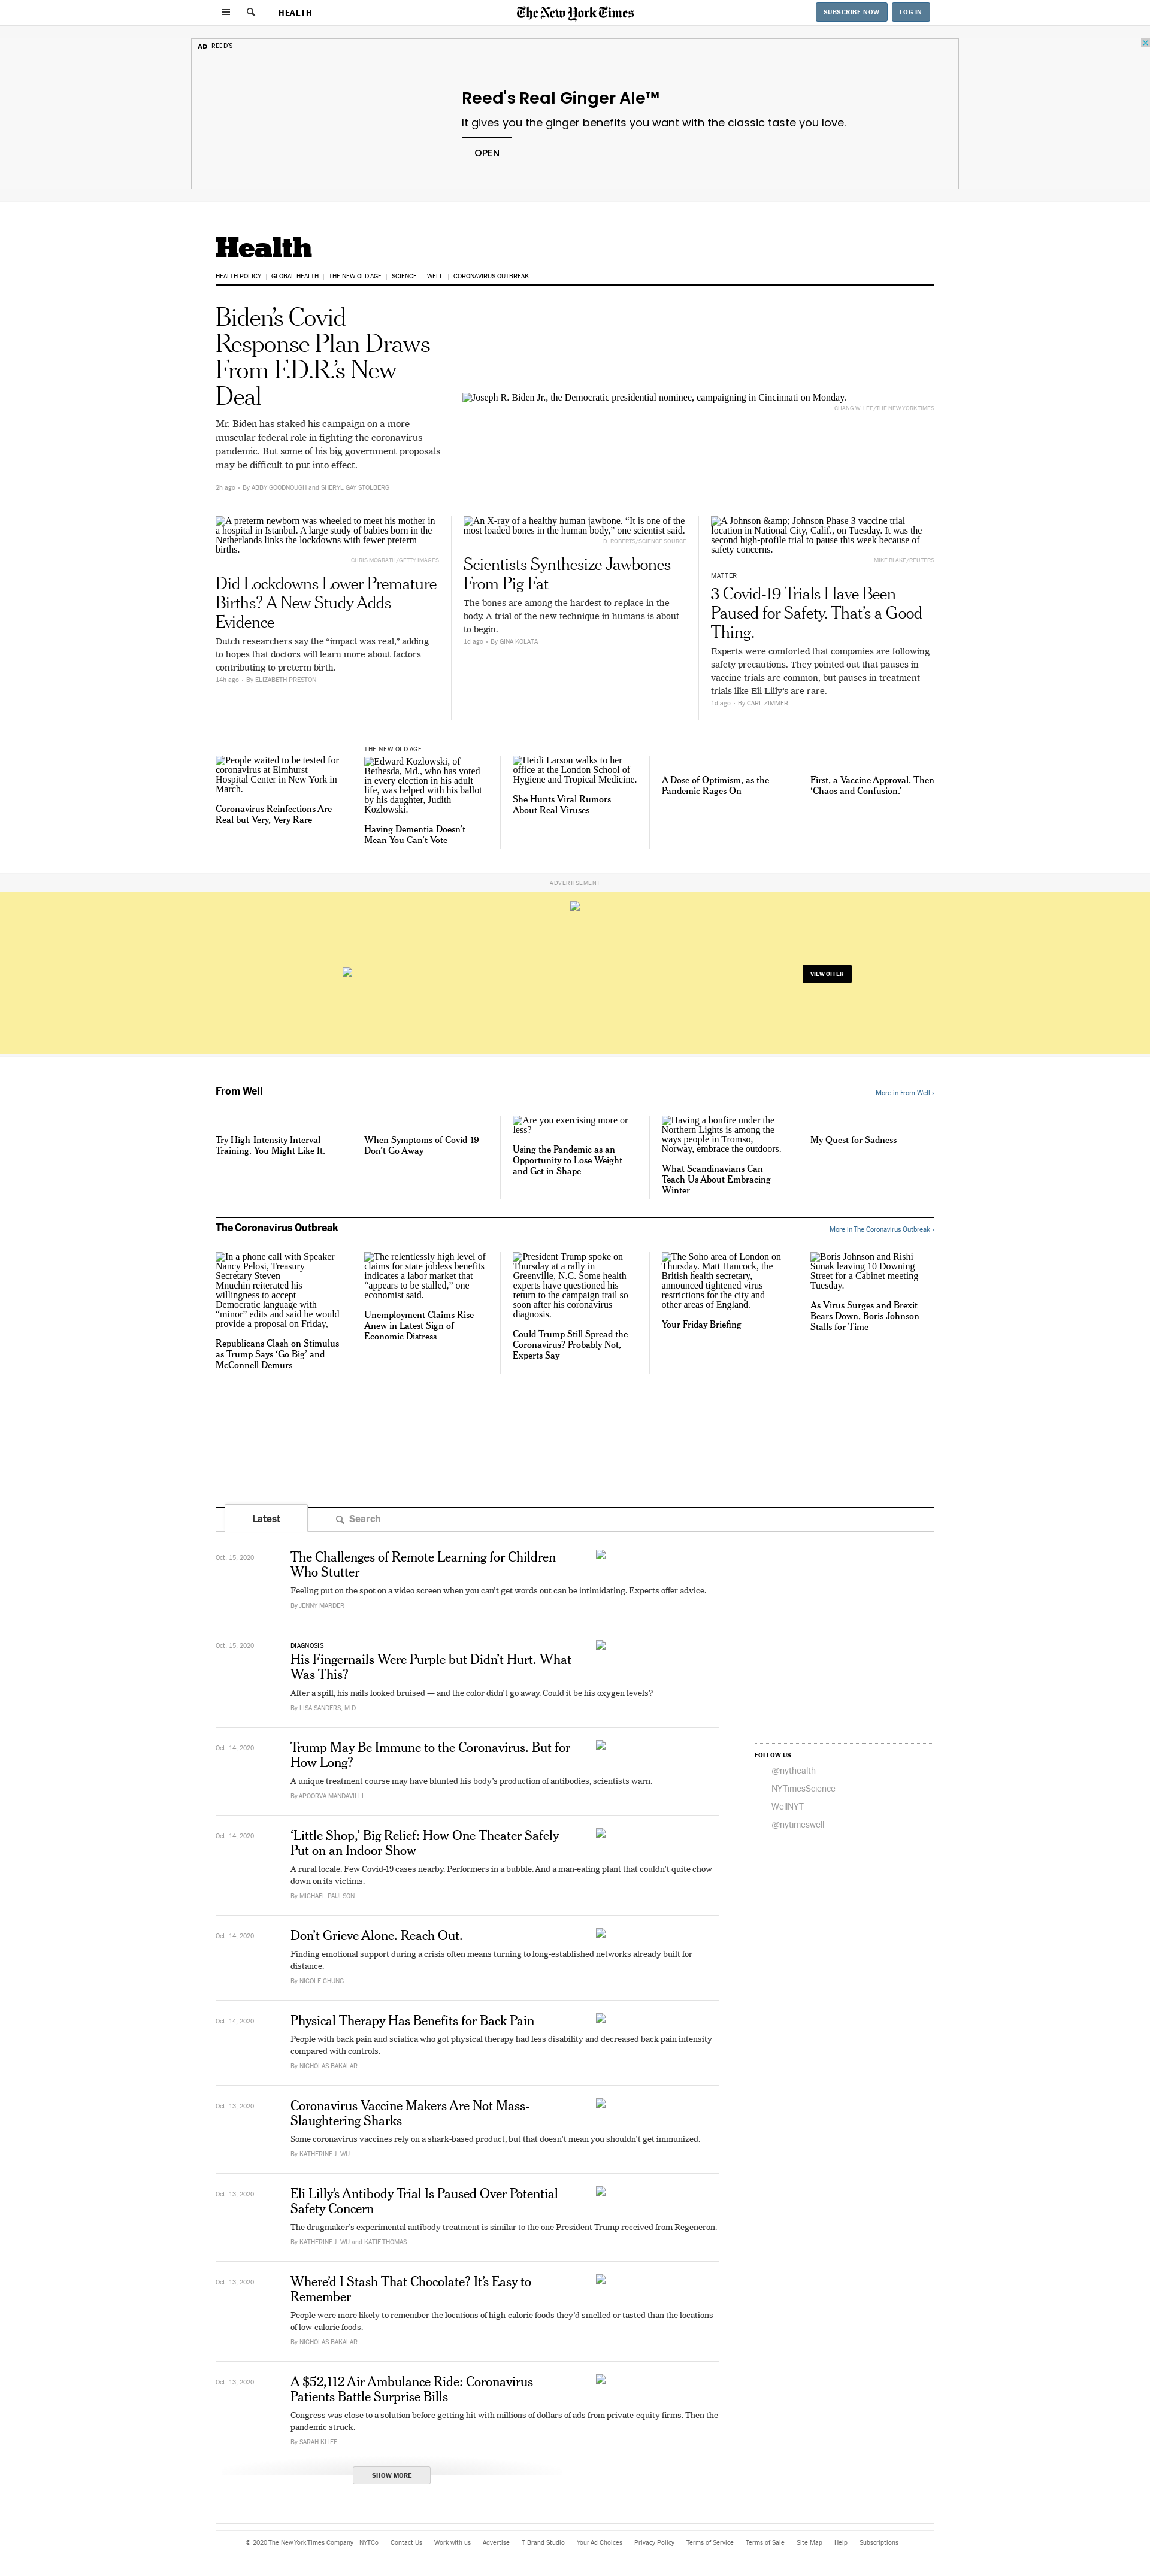 HEALTH
The New York Times
SUBSCRIBE NOW
LOG IN
AD REED'S
Reed's Real Ginger Ale™
It gives you the ginger benefits you want with the classic taste you love.
OPEN
Health
HEALTH POLICY | GLOBAL HEALTH | THE NEW OLD AGE | SCIENCE | WELL | CORONAVIRUS OUTBREAK
Biden’s Covid
Response Plan Draws
From F.D.R.’s New
Deal
Mr. Biden has staked his campaign on a more
muscular federal role in fighting the coronavirus
pandemic. But some of his big government proposals
may be difficult to put into effect.
2h ago - By ABBY GOODNOUGH and SHERYL GAY STOLBERG
Joseph R. Biden Jr., the Democratic presidential nominee, campaigning in Cincinnati on Monday.
CHANG W. LEE/THE NEW YORK TIMES
A preterm newborn was wheeled to meet his mother in
a hospital in Istanbul. A large study of babies born in the
Netherlands links the lockdowns with fewer preterm
births.
CHRIS MCGRATH/GETTY IMAGES
Did Lockdowns Lower Premature
Births? A New Study Adds
Evidence
Dutch researchers say the “impact was real,” adding
to hopes that doctors will learn more about factors
contributing to preterm birth.
14h ago - By ELIZABETH PRESTON
An X-ray of a healthy human jawbone. “It is one of the
most loaded bones in the human body,” one scientist said.
D. ROBERTS/SCIENCE SOURCE
Scientists Synthesize Jawbones
From Pig Fat
The bones are among the hardest to replace in the
body. A trial of the new technique in humans is about
to begin.
1d ago - By GINA KOLATA
A Johnson &amp; Johnson Phase 3 vaccine trial
location in National City, Calif., on Tuesday. It was the
second high-profile trial to pause this week because of
safety concerns.
MIKE BLAKE/REUTERS
MATTER
3 Covid-19 Trials Have Been
Paused for Safety. That’s a Good
Thing.
Experts were comforted that companies are following
safety precautions. They pointed out that pauses in
vaccine trials are common, but pauses in treatment
trials like Eli Lilly’s are rare.
1d ago - By CARL ZIMMER
People waited to be tested for
coronavirus at Elmhurst
Hospital Center in New York in
March.
Coronavirus Reinfections Are
Real but Very, Very Rare
THE NEW OLD AGE
Edward Kozlowski, of
Bethesda, Md., who has voted
in every election in his adult
life, was helped with his ballot
by his daughter, Judith
Kozlowski.
Having Dementia Doesn’t
Mean You Can’t Vote
Heidi Larson walks to her
office at the London School of
Hygiene and Tropical Medicine.
She Hunts Viral Rumors
About Real Viruses
A Dose of Optimism, as the
Pandemic Rages On
First, a Vaccine Approval. Then
‘Chaos and Confusion.’
ADVERTISEMENT
VIEW OFFER
From Well
More in From Well ›
Try High-Intensity Interval
Training. You Might Like It.
When Symptoms of Covid-19
Don’t Go Away
Are you exercising more or
less?
Using the Pandemic as an
Opportunity to Lose Weight
and Get in Shape
Having a bonfire under the
Northern Lights is among the
ways people in Tromso,
Norway, embrace the outdoors.
What Scandinavians Can
Teach Us About Embracing
Winter
My Quest for Sadness
The Coronavirus Outbreak
More in The Coronavirus Outbreak ›
In a phone call with Speaker
Nancy Pelosi, Treasury
Secretary Steven
Mnuchin reiterated his
willingness to accept
Democratic language with
“minor” edits and said he would
provide a proposal on Friday,
Republicans Clash on Stimulus
as Trump Says ‘Go Big’ and
McConnell Demurs
The relentlessly high level of
claims for state jobless benefits
indicates a labor market that
“appears to be stalled,” one
economist said.
Unemployment Claims Rise
Anew in Latest Sign of
Economic Distress
President Trump spoke on
Thursday at a rally in
Greenville, N.C. Some health
experts have questioned his
return to the campaign trail so
soon after his coronavirus
diagnosis.
Could Trump Still Spread the
Coronavirus? Probably Not,
Experts Say
The Soho area of London on
Thursday. Matt Hancock, the
British health secretary,
announced tightened virus
restrictions for the city and
other areas of England.
Your Friday Briefing
Boris Johnson and Rishi
Sunak leaving 10 Downing
Street for a Cabinet meeting
Tuesday.
As Virus Surges and Brexit
Bears Down, Boris Johnson
Stalls for Time
Latest
Search
Oct. 15, 2020
The Challenges of Remote Learning for Children
Who Stutter
Feeling put on the spot on a video screen when you can’t get words out can be intimidating. Experts offer advice.
By JENNY MARDER
Oct. 15, 2020
DIAGNOSIS
His Fingernails Were Purple but Didn’t Hurt. What
Was This?
After a spill, his nails looked bruised — and the color didn’t go away. Could it be his oxygen levels?
By LISA SANDERS, M.D.
Oct. 14, 2020
Trump May Be Immune to the Coronavirus. But for
How Long?
A unique treatment course may have blunted his body’s production of antibodies, scientists warn.
By APOORVA MANDAVILLI
Oct. 14, 2020
‘Little Shop,’ Big Relief: How One Theater Safely
Put on an Indoor Show
A rural locale. Few Covid-19 cases nearby. Performers in a bubble. And a man-eating plant that couldn’t quite chow
down on its victims.
By MICHAEL PAULSON
Oct. 14, 2020
Don’t Grieve Alone. Reach Out.
Finding emotional support during a crisis often means turning to long-established networks already built for
distance.
By NICOLE CHUNG
Oct. 14, 2020
Physical Therapy Has Benefits for Back Pain
People with back pain and sciatica who got physical therapy had less disability and decreased back pain intensity
compared with controls.
By NICHOLAS BAKALAR
Oct. 13, 2020
Coronavirus Vaccine Makers Are Not Mass-
Slaughtering Sharks
Some coronavirus vaccines rely on a shark-based product, but that doesn’t mean you shouldn’t get immunized.
By KATHERINE J. WU
Oct. 13, 2020
Eli Lilly’s Antibody Trial Is Paused Over Potential
Safety Concern
The drugmaker’s experimental antibody treatment is similar to the one President Trump received from Regeneron.
By KATHERINE J. WU and KATIE THOMAS
Oct. 13, 2020
Where’d I Stash That Chocolate? It’s Easy to
Remember
People were more likely to remember the locations of high-calorie foods they’d smelled or tasted than the locations
of low-calorie foods.
By NICHOLAS BAKALAR
Oct. 13, 2020
A $52,112 Air Ambulance Ride: Coronavirus
Patients Battle Surprise Bills
Congress was close to a solution before getting hit with millions of dollars of ads from private-equity firms. Then the
pandemic struck.
By SARAH KLIFF
SHOW MORE
FOLLOW US
@nythealth
NYTimesScience
WellNYT
@nytimeswell
© 2020 The New York Times Company NYTCo Contact Us Work with us Advertise T Brand Studio Your Ad Choices Privacy Policy Terms of Service Terms of Sale Site Map Help Subscriptions